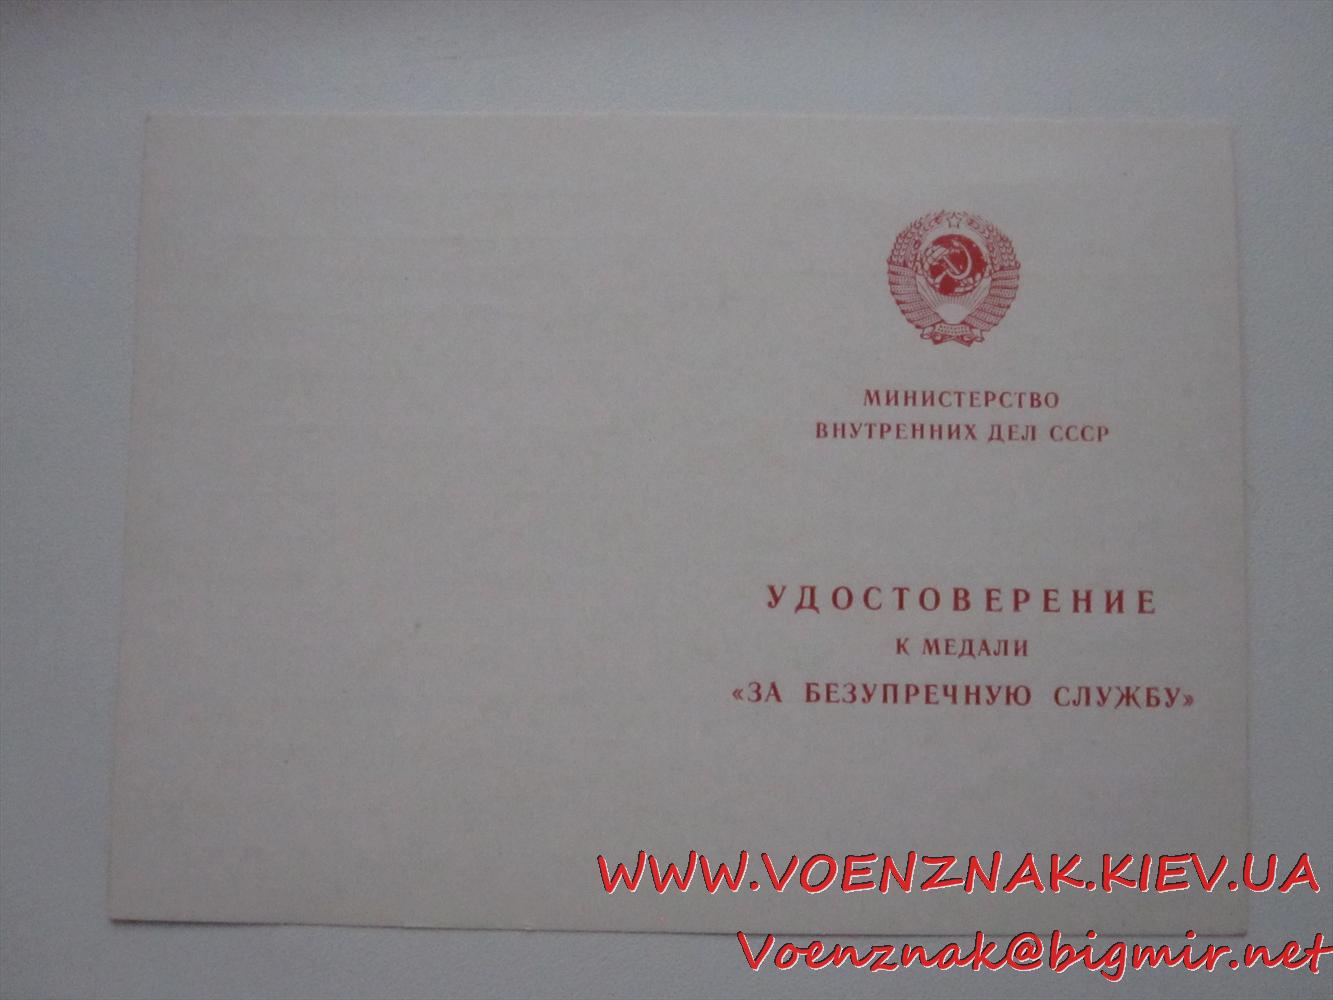 МИНИСТЕРСТВО
ВНУТРЕННИХ ДЕЛ СССР
УДОСТОВЕРЕНИЕ
К МЕДАЛИ
«ЗА БЕЗУПРЕЧНУЮ СЛУЖБУ»
WWW.VOENZNAK.KIEV.UA
Voenznak@bigmir.net